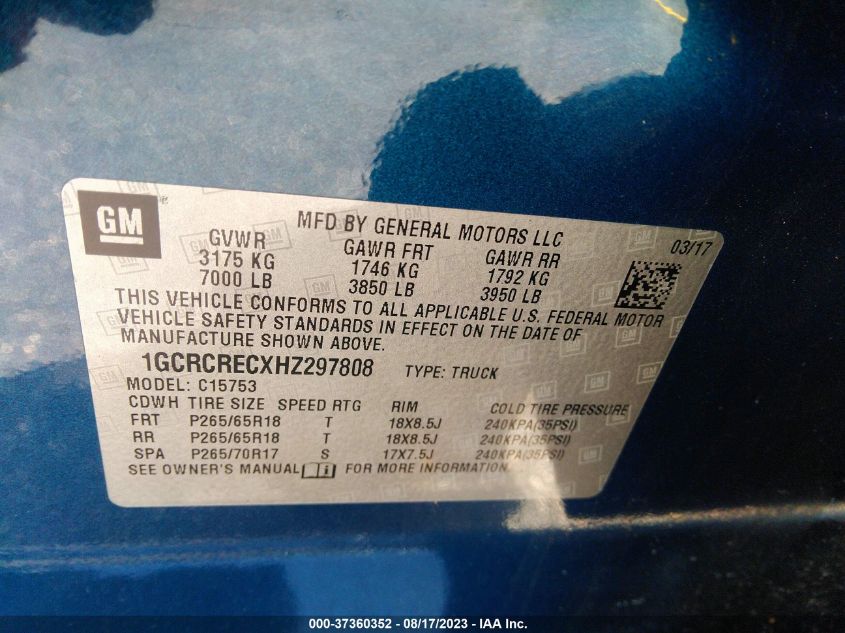 GM ®
MFD BY GENERAL MOTORS LLC
03/17
GVWR GAWR FRT GAWR RR
3175 KG 1746 KG 1792 KG
7000 LB 3850 LB 3950 LB
THIS VEHICLE CONFORMS TO ALL APPLICABLE U.S. FEDERAL MOTOR
VEHICLE SAFETY STANDARDS IN EFFECT ON THE DATE OF
MANUFACTURE SHOWN ABOVE.
1GCRCRECXHZ297808 TYPE: TRUCK
MODEL: C15753
CDWH TIRE SIZE SPEED RTG RIM COLD TIRE PRESSURE
FRT P265/65R18 T 18X8.5J 240KPA(35PSI)
RR P265/65R18 T 18X8.5J 240KPA(35PSI)
SPA P265/70R17 S 17X7.5J 240KPA(35PSI)
SEE OWNER'S MANUAL i FOR MORE INFORMATION
000-37360352 - 08/17/2023 - IAA Inc.